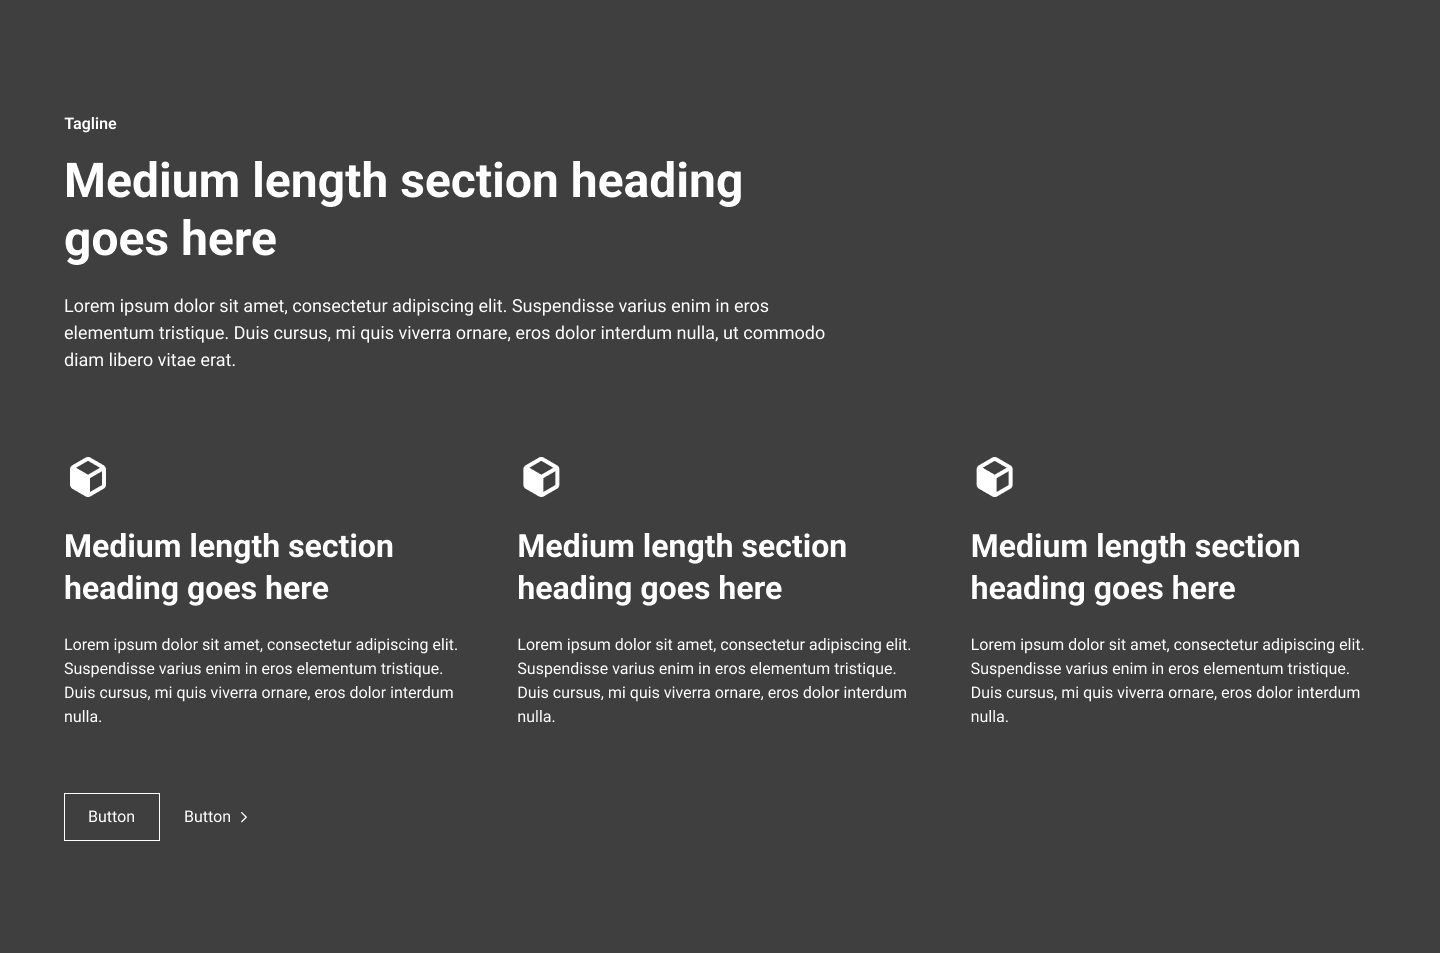 Tagline
Medium length section heading
goes here
Lorem ipsum dolor sit amet, consectetur adipiscing elit. Suspendisse varius enim in eros
elementum tristique. Duis cursus, mi quis viverra ornare, eros dolor interdum nulla, ut commodo
diam libero vitae erat.
Medium length section
heading goes here
Lorem ipsum dolor sit amet, consectetur adipiscing elit.
Suspendisse varius enim in eros elementum tristique.
Duis cursus, mi quis viverra ornare, eros dolor interdum
nulla.
Medium length section
heading goes here
Lorem ipsum dolor sit amet, consectetur adipiscing elit.
Suspendisse varius enim in eros elementum tristique.
Duis cursus, mi quis viverra ornare, eros dolor interdum
nulla.
Medium length section
heading goes here
Lorem ipsum dolor sit amet, consectetur adipiscing elit.
Suspendisse varius enim in eros elementum tristique.
Duis cursus, mi quis viverra ornare, eros dolor interdum
nulla.
Button
Button